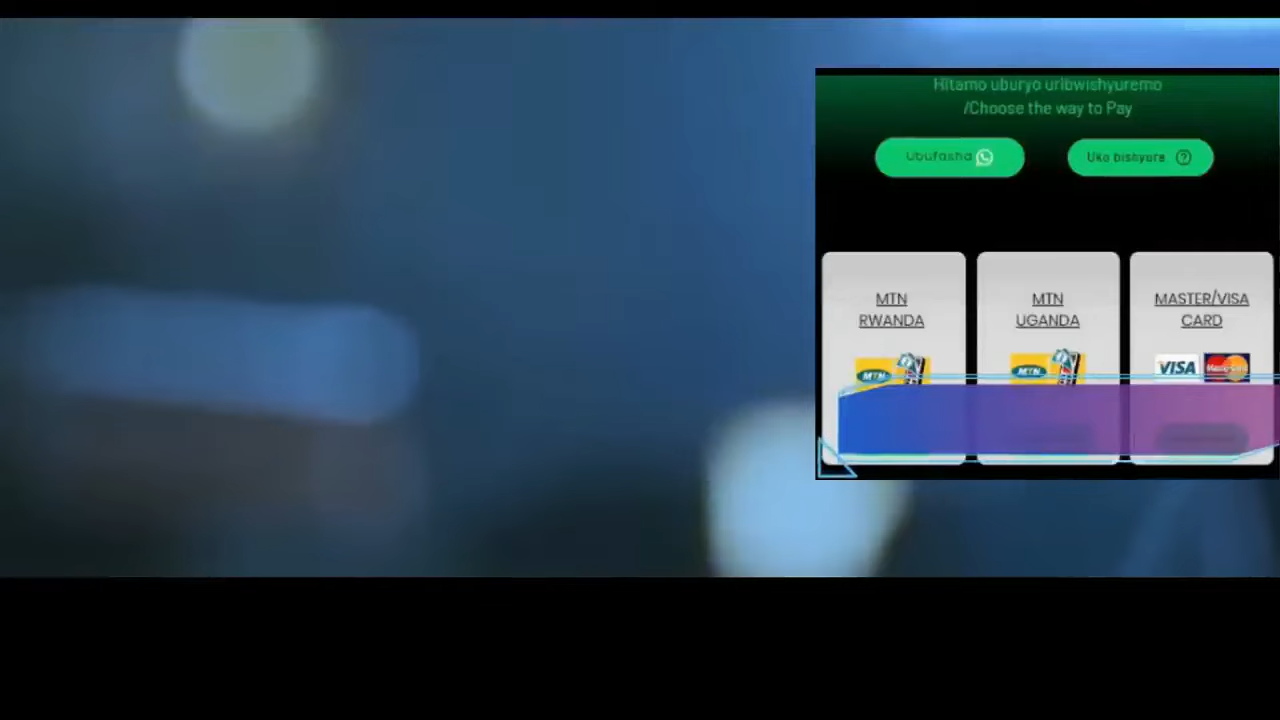 Hitamo uburyo uribwishyuremo
/Choose the way to Pay
Ubufasha
Uko bishyura
MTN
RWANDA
MTN
UGANDA
MASTER/VISA
CARD
MTN
MTN
VISA
MasterCard